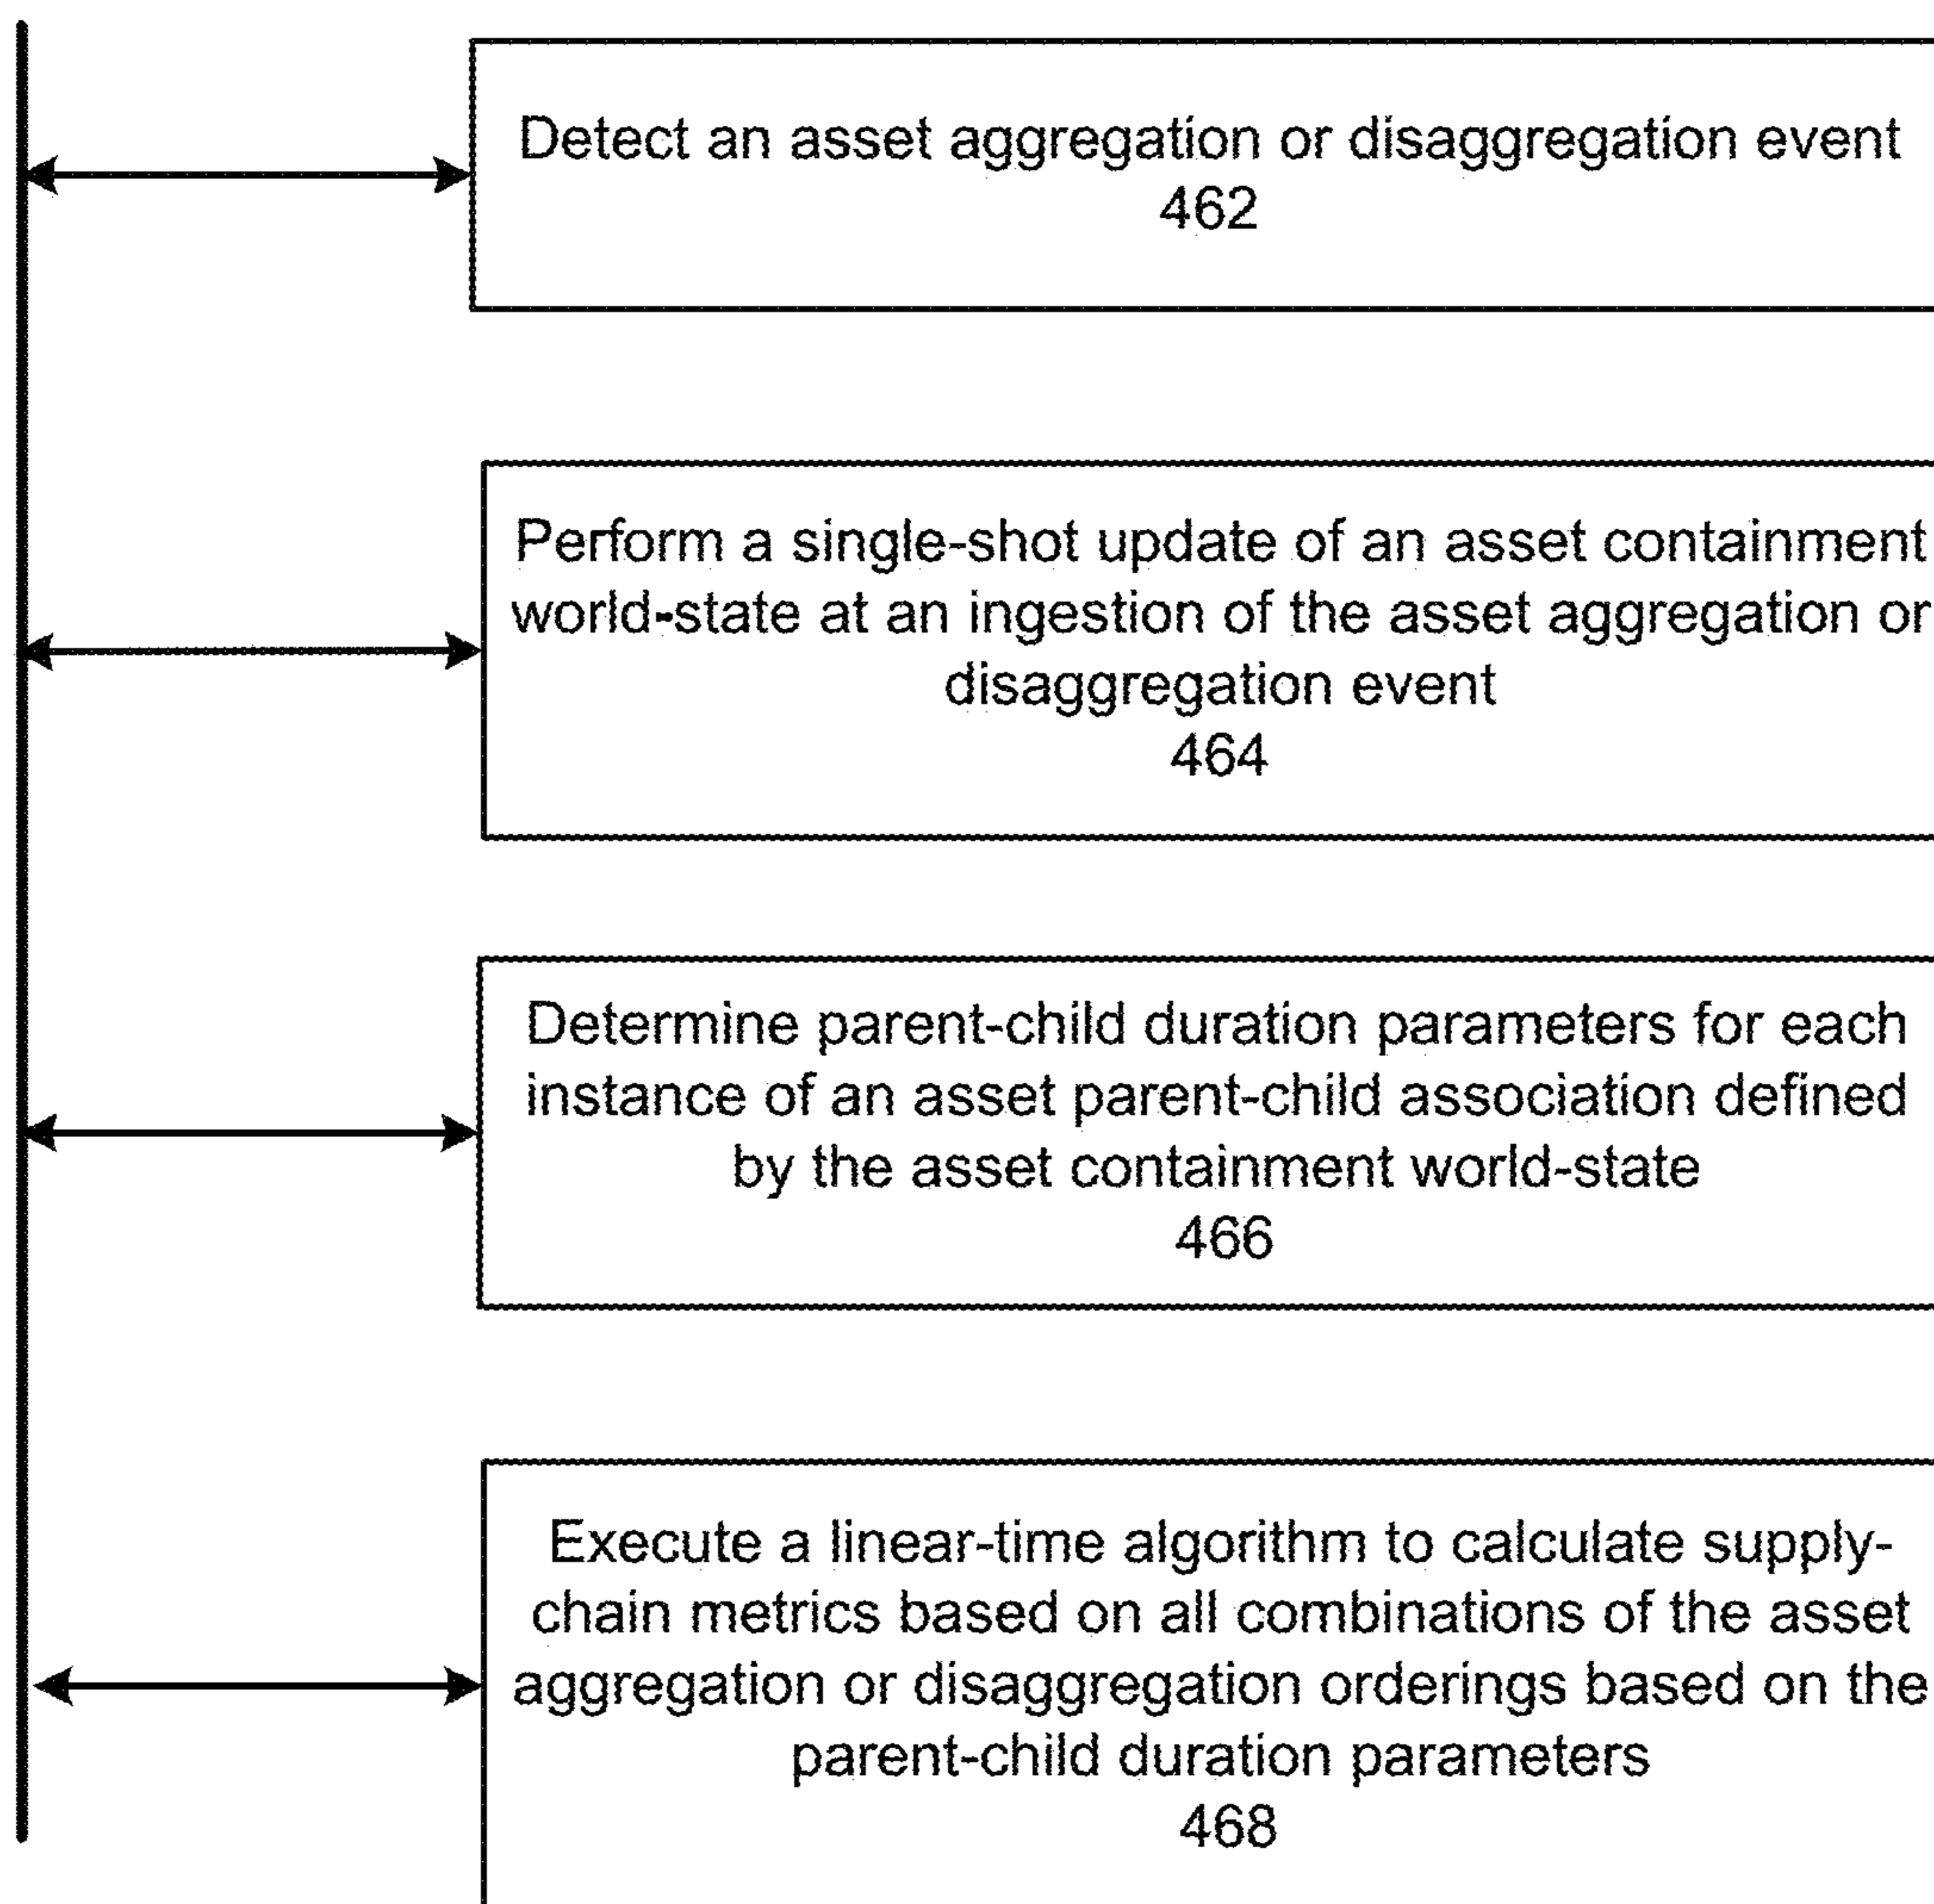 Detect an asset aggregation or disaggregation event
462
Perform a single-shot update of an asset containment
world-state at an ingestion of the asset aggregation or
disaggregation event
464
Determine parent-child duration parameters for each
instance of an asset parent-child association defined
by the asset containment world-state
466
Execute a linear-time algorithm to calculate supply-
chain metrics based on all combinations of the asset
aggregation or disaggregation orderings based on the
parent-child duration parameters
468